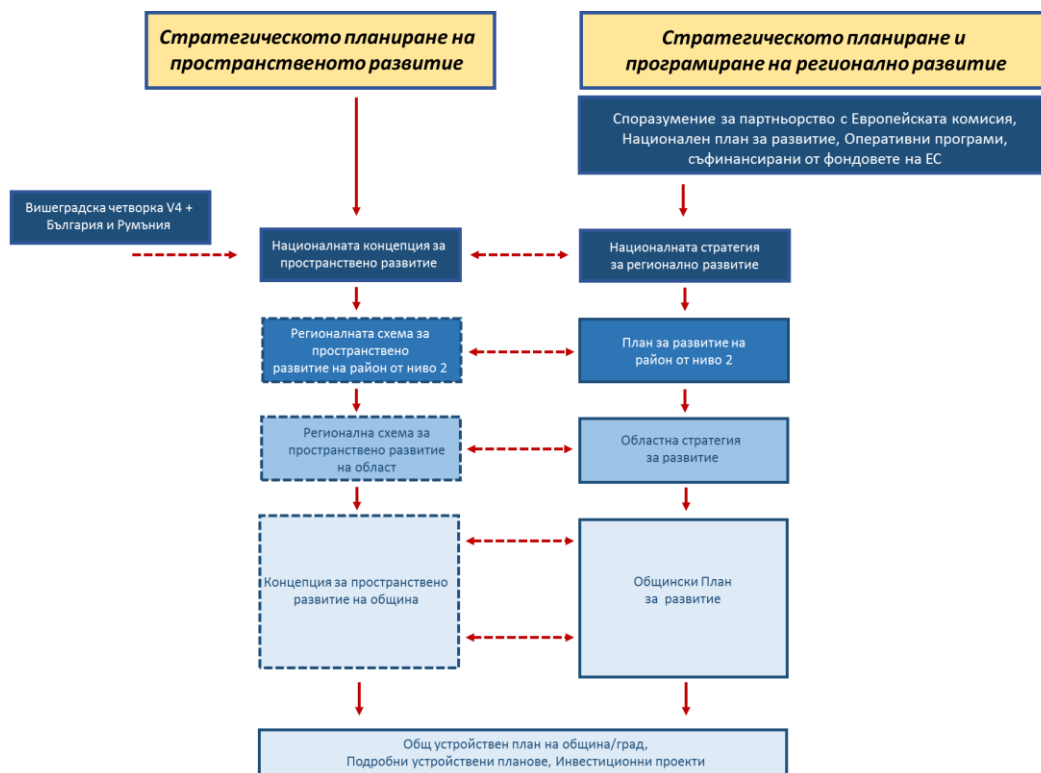 Стратегическото планиране на
пространственото развитие
Стратегическото планиране и
програмиране на регионално развитие
Споразумение за партньорство с Европейската комисия,
Национален план за развитие, Оперативни програми,
съфинансирани от фондовете на ЕС
Вишеградска четворка V4 +
България и Румъния
Националната концепция за
пространствено развитие
Националната стратегия
за регионално развитие
Регионалната схема за
пространствено
развитие на район от ниво 2
План за развитие на
район от ниво 2
Регионална схема за
пространствено развитие
на област
Областна стратегия
за развитие
Концепция за пространствено
развитие на община
Общински План
за развитие
Общ устройствен план на община/град,
Подробни устройствени планове, Инвестиционни проекти